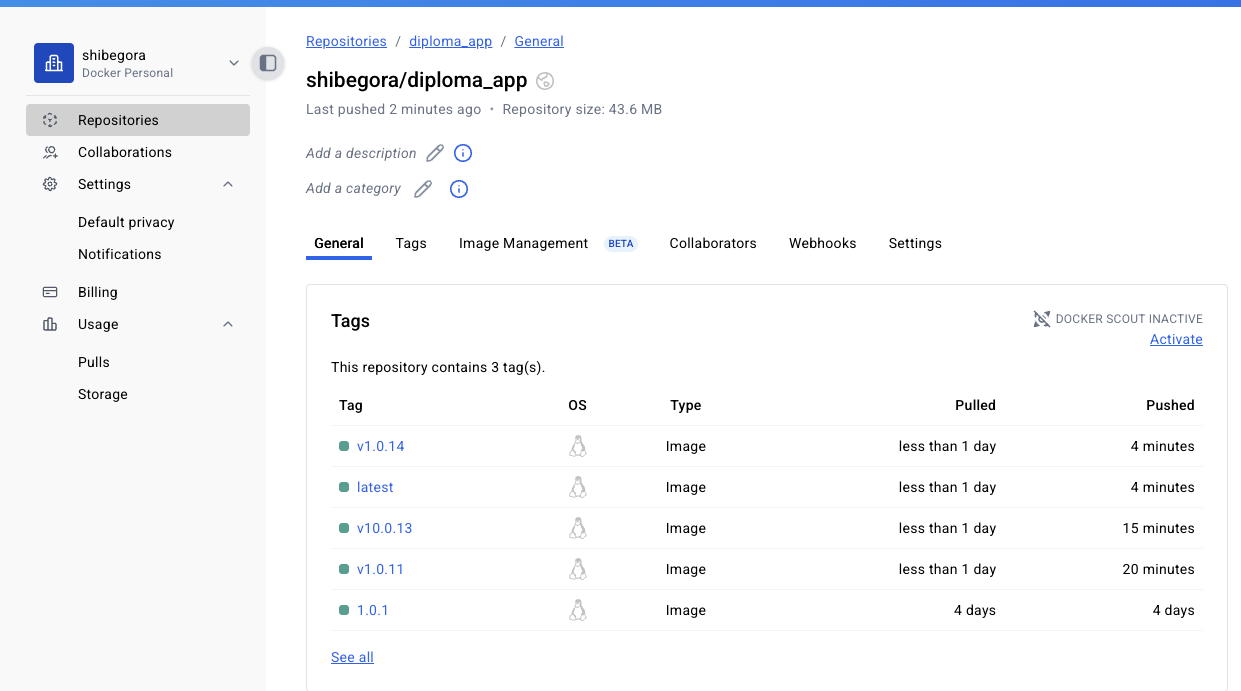 shibegora
Docker Personal
Repositories
Collaborations
Settings
Default privacy
Notifications
Billing
Usage
Pulls
Storage
Repositories / diploma_app / General
shibegora/diploma_app
Last pushed 2 minutes ago • Repository size: 43.6 MB
Add a description
Add a category
General Tags Image Management BETA Collaborators Webhooks Settings
Tags
DOCKER SCOUT INACTIVE
Activate
This repository contains 3 tag(s).
Tag OS Type Pulled Pushed
v1.0.14 Image less than 1 day 4 minutes
latest Image less than 1 day 4 minutes
v10.0.13 Image less than 1 day 15 minutes
v1.0.11 Image less than 1 day 20 minutes
1.0.1 Image 4 days 4 days
See all